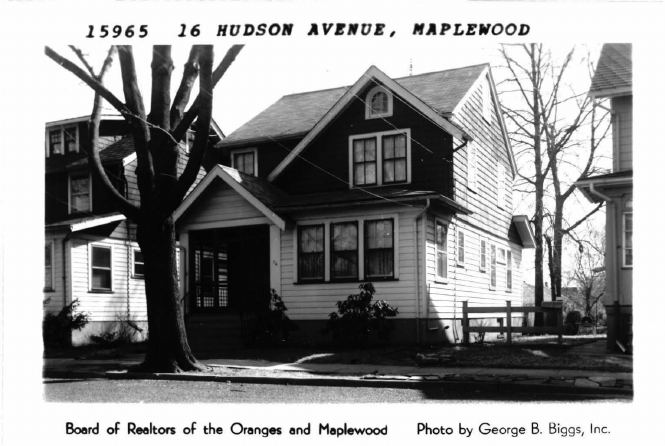 15965 16 HUDSON AVENUE, MAPLEWOOD
Board of Realtors of the Oranges and Maplewood Photo by George B. Biggs, Inc.